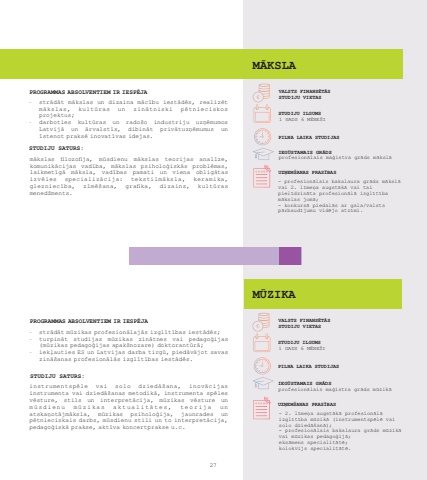 MĀKSLA
PROGRAMMAS ABSOLVENTIEM IR IESPĒJA
- strādāt mākslas un dizaina mācību iestādēs, realizēt
mākslas, kultūras un zinātniski pētnieciskos
projektus;
- darboties kultūras un radošo industriju uzņēmumos
Latvijā un ārvalstīs, dibināt privātuzņēmumus un
īstenot praksē inovatīvas idejas.
STUDIJU SATURS:
mākslas filozofija, mūsdienu mākslas teorijas analīze,
komunikācijas vadība, mākslas psiholoģiskās problēmas,
laikmetīgā māksla, vadības pamati un viena obligātās
izvēles specializācija: tekstilmāksla, keramika,
glezniecība, zīmēšana, grafika, dizains, kultūras
menedžments.
VALSTS FINANSĒTĀS
STUDIJU VIETAS
STUDIJU ILGUMS
1 GADS 6 MĒNEŠI
PILNA LAIKA STUDIJAS
IEGŪSTAMAIS GRĀDS
profesionālais maģistra grāds mākslā
UZŅEMŠANAS PRASĪBAS
- profesionālais bakalaura grāds mākslā
vai 2. līmeņa augstākā vai tai
pielīdzināta profesionālā izglītība
mākslas jomā;
- konkursā piedalās ar gala/valsts
pārbaudījumu vidējo atzīmi.
MŪZIKA
PROGRAMMAS ABSOLVENTIEM IR IESPĒJA
- strādāt mūzikas profesionālajās izglītības iestādēs;
- turpināt studijas mūzikas zinātnes vai pedagoģijas
(mūzikas pedagoģijas apakšnozare) doktorantūrā;
- iekļauties ES un Latvijas darba tirgū, piedāvājot savas
zināšanas profesionālās izglītības iestādēs.
STUDIJU SATURS:
instrumentspēle vai solo dziedāšana, inovācijas
instrumenta vai dziedāšanas metodikā, instrumenta spēles
vēsture, stils un interpretācija, mūzikas vēsture un
mūsdienu mūzikas aktualitātes, teorija un
atskaņotājmāksla, mūzikas psiholoģija, jaunrades un
pētnieciskais darbs, mūsdienu stili un to interpretācija,
pedagoģiskā prakse, aktīva koncertprakse u.c.
VALSTS FINANSĒTĀS
STUDIJU VIETAS
STUDIJU ILGUMS
1 GADS 6 MĒNEŠI
PILNA LAIKA STUDIJAS
IEGŪSTAMAIS GRĀDS
profesionālais maģistra grāds mūzikā
UZŅEMŠANAS PRASĪBAS
- 2. līmeņa augstākā profesionālā
izglītība mūzikā (instrumentspēlē vai
solo dziedāšanā);
- profesionālais bakalaura grāds mūzikā
vai mūzikas pedagoģijā;
eksāmens specialitātē;
kolokvijs specialitātē.
27